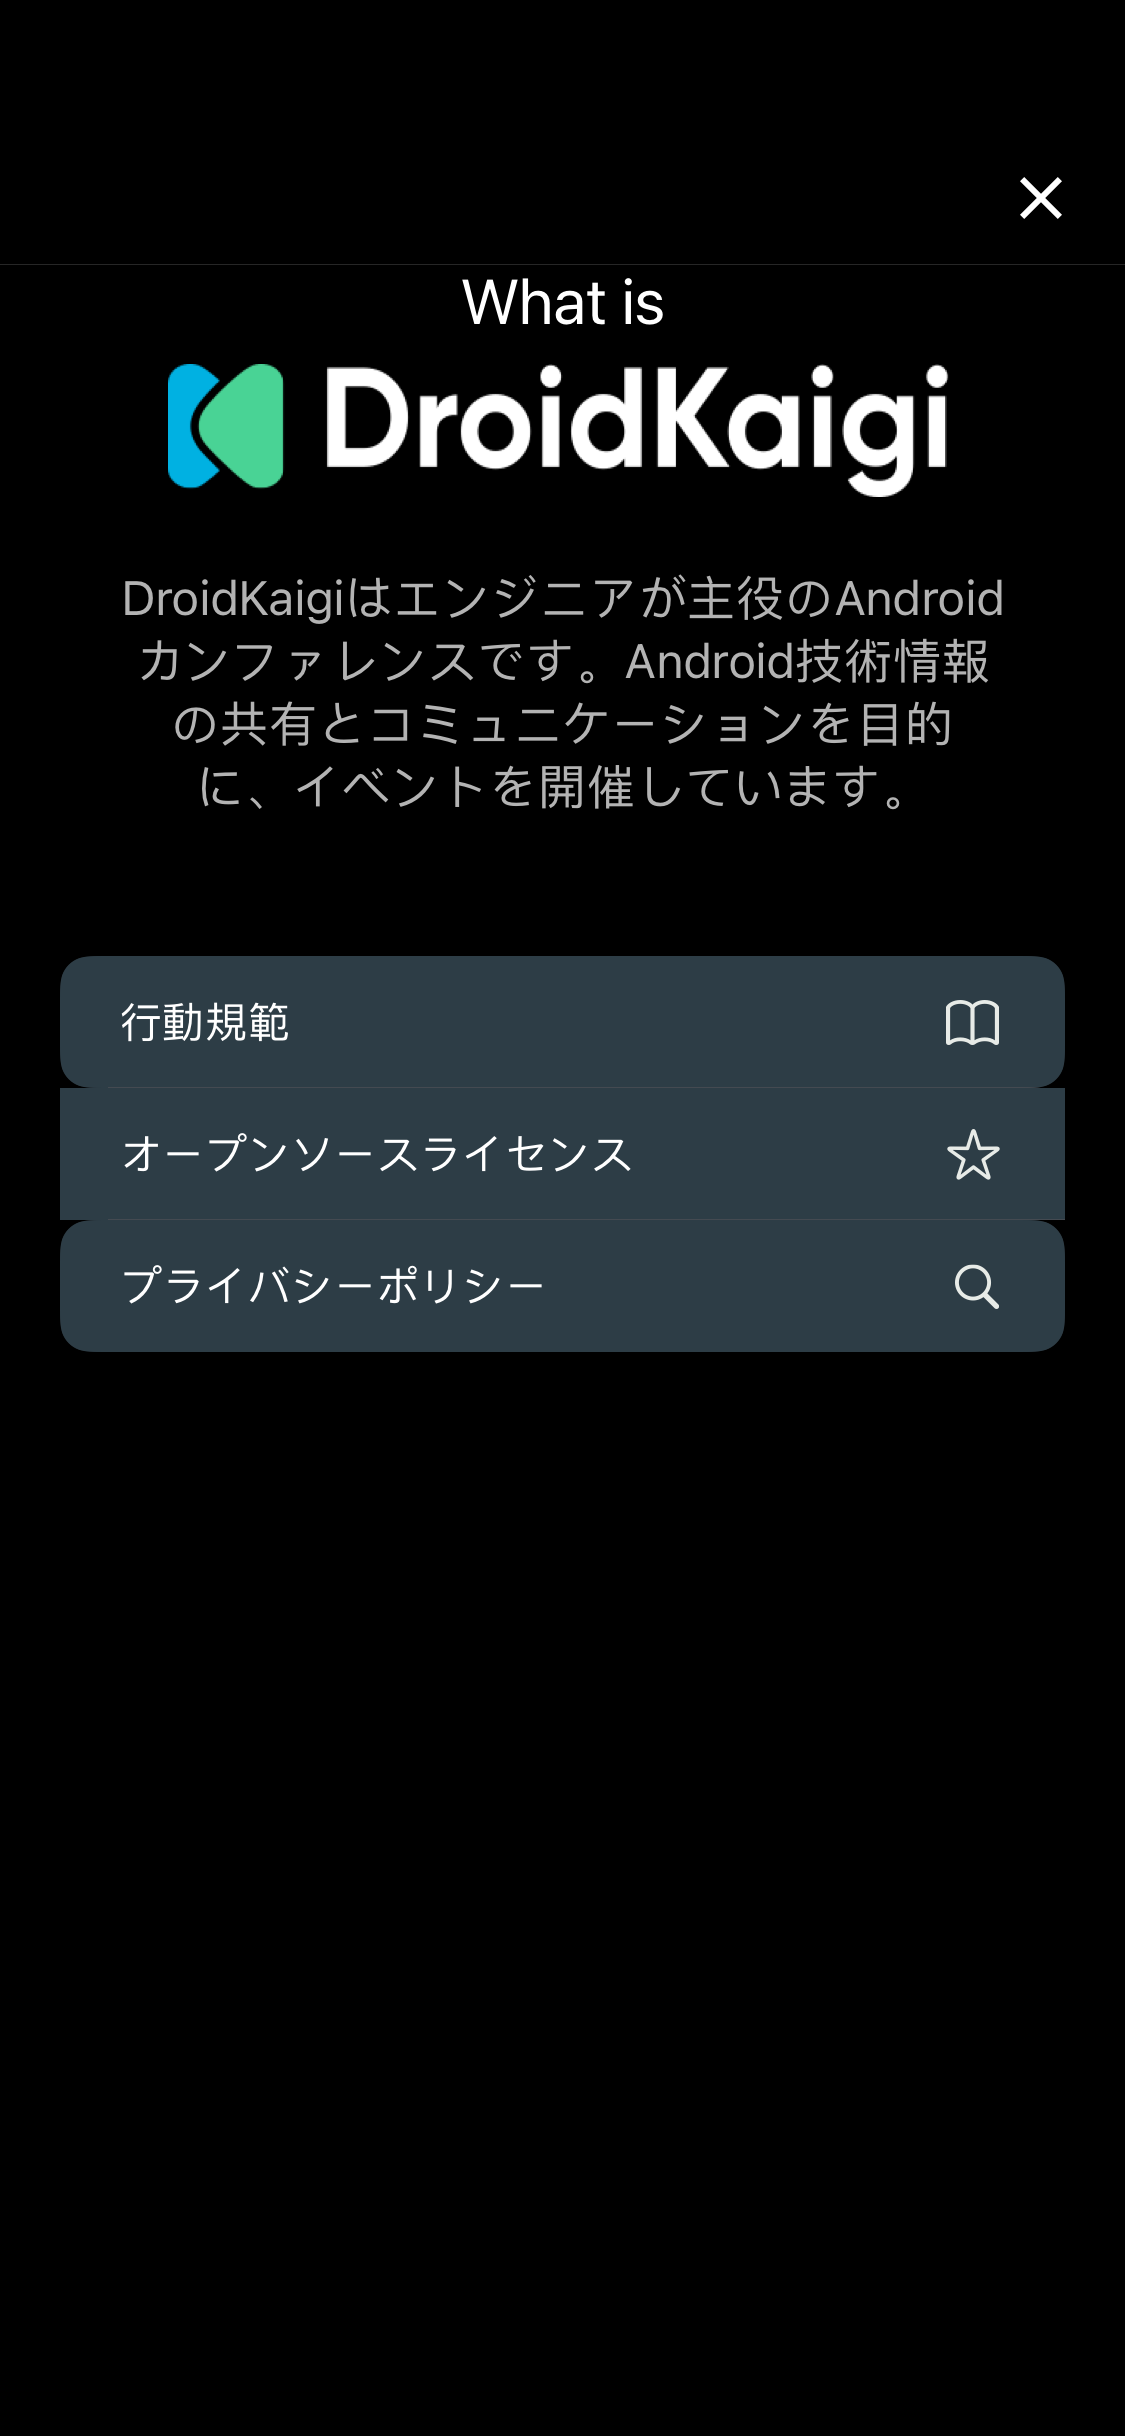 What is
DroidKaigi
DroidKaigiはエンジニアが主役のAndroid
カンファレンスです。Android技術情報
の共有とコミュニケーションを目的
に、イベントを開催しています。
行動規範
オープンソースライセンス
プライバシーポリシー